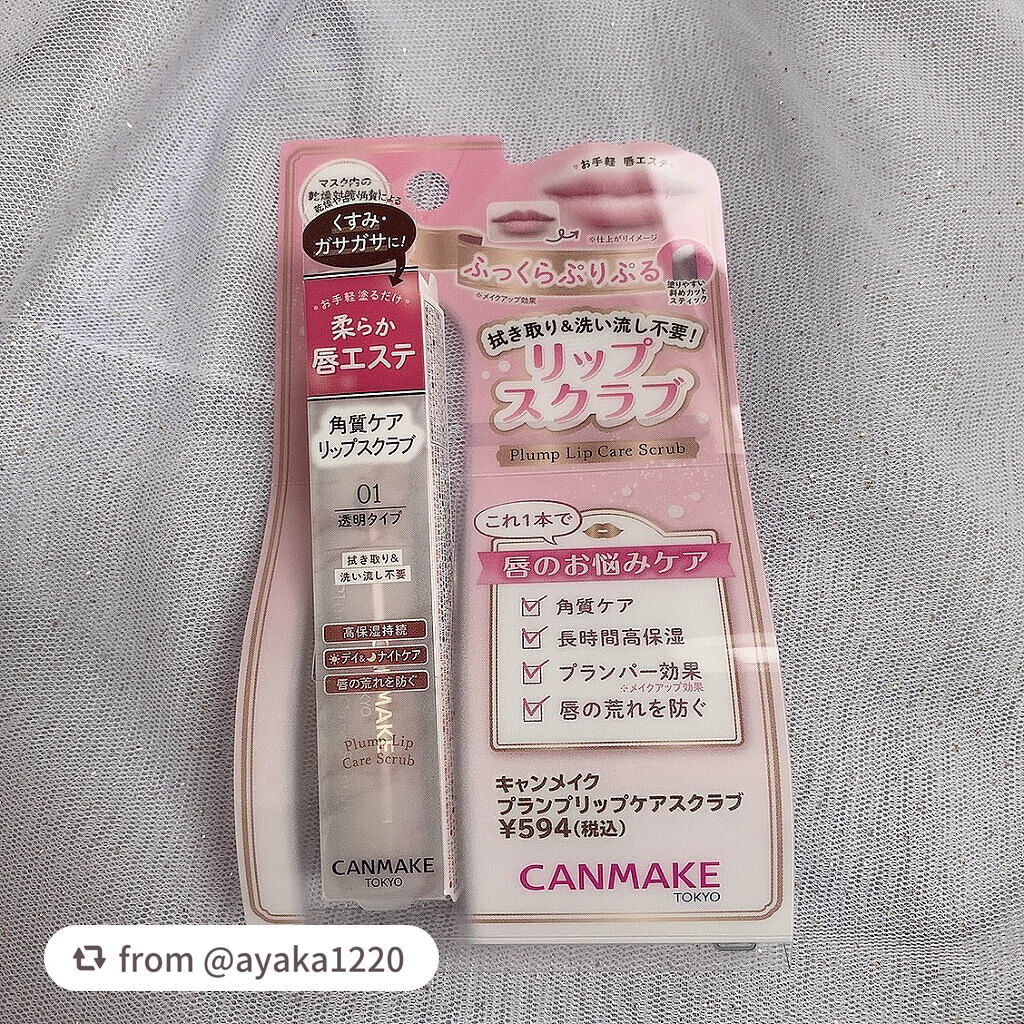 マスク内の
乾燥や古い角質による
くすみ・
ガサガサに!
お手軽塗るだけ
柔らか
唇エステ
角質ケア
リップスクラブ
01
透明タイプ
拭き取り&
洗い流し不要
高保湿持続
デイ&ナイトケア
唇の荒れを防ぐ
Plump Lip
Care Scrub
CANMAKE
TOKYO
お手軽 唇エステ
※仕上がりイメージ
ふっくらぷりぷる
※メイクアップ効果
塗りやすい
斜めカット
スティック
拭き取り&洗い流し不要!
リップ
スクラブ
Plump Lip Care Scrub
これ1本で
唇のお悩みケア
角質ケア
長時間高保湿
プランパー効果
※メイクアップ効果
唇の荒れを防ぐ
キャンメイク
プランプリップケアスクラブ
¥594(税込)
CANMAKE
TOKYO
from @ayaka1220